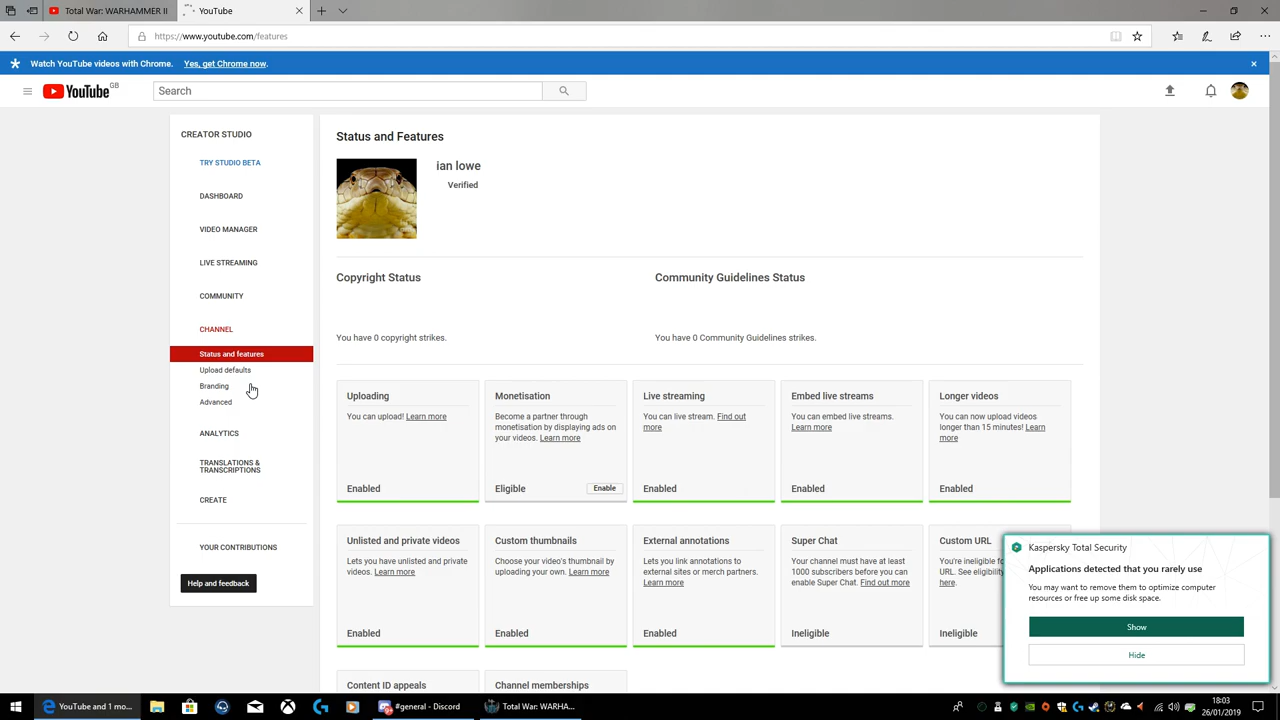 Total War: WARHAMMER II
YouTube
https://www.youtube.com/features
Watch YouTube videos with Chrome. Yes, get Chrome now.
YouTube GB
Search
CREATOR STUDIO
TRY STUDIO BETA
DASHBOARD
VIDEO MANAGER
LIVE STREAMING
COMMUNITY
CHANNEL
Status and features
Upload defaults
Branding
Advanced
ANALYTICS
TRANSLATIONS &
TRANSCRIPTIONS
CREATE
YOUR CONTRIBUTIONS
Help and feedback
Status and Features
ian lowe
Verified
Copyright Status
You have 0 copyright strikes.
Community Guidelines Status
You have 0 Community Guidelines strikes.
Uploading
You can upload! Learn more
Enabled
Monetisation
Become a partner through
monetisation by displaying ads on
your videos. Learn more
Eligible
Enable
Live streaming
You can live stream. Find out
more
Enabled
Embed live streams
You can embed live streams.
Learn more
Enabled
Longer videos
You can now upload videos
longer than 15 minutes! Learn
more
Enabled
Unlisted and private videos
Lets you have unlisted and private
videos. Learn more
Enabled
Custom thumbnails
Choose your video's thumbnail by
uploading your own. Learn more
Enabled
External annotations
Lets you link annotations to
external sites or merch partners.
Learn more
Enabled
Super Chat
Your channel must have at least
1000 subscribers before you can
enable Super Chat. Find out more
Ineligible
Custom URL
You're ineligible fo
URL. See eligibility
here.
Ineligible
Content ID appeals
Channel memberships
Kaspersky Total Security
Applications detected that you rarely use
You may want to remove them to optimize computer
resources or free up some disk space.
Show
Hide
YouTube and 1 mo...
#general - Discord
Total War: WARHA...
18:03
26/01/2019